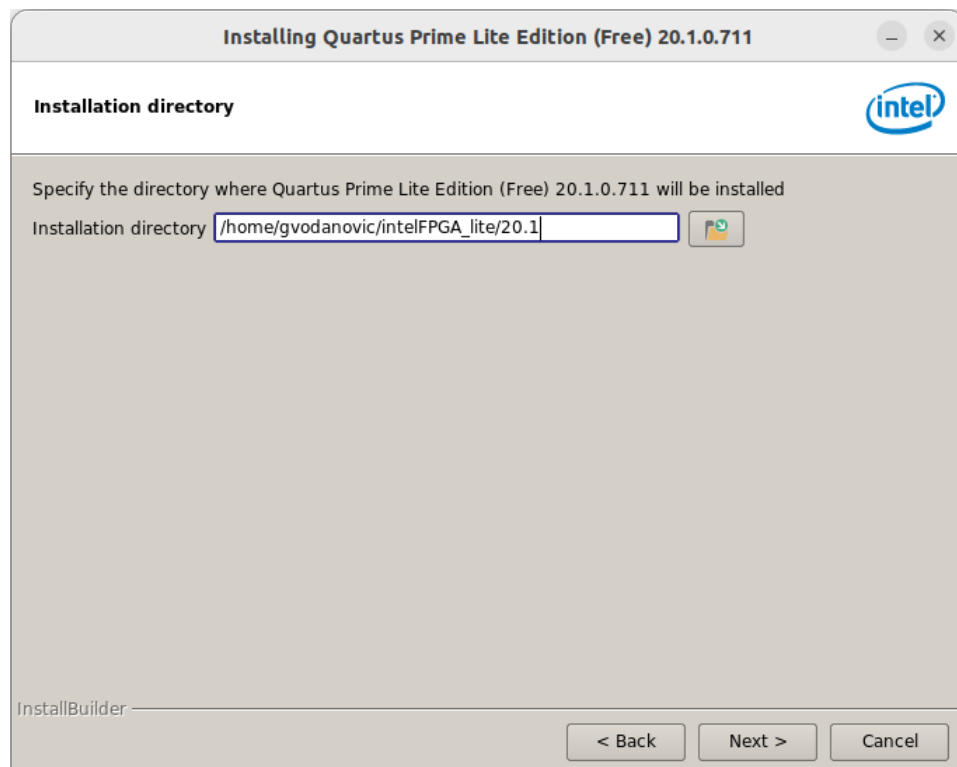 Installing Quartus Prime Lite Edition (Free) 20.1.0.711
Installation directory
intel
Specify the directory where Quartus Prime Lite Edition (Free) 20.1.0.711 will be installed
Installation directory /home/gvodanovic/intelFPGA_lite/20.1
InstallBuilder
< Back Next > Cancel